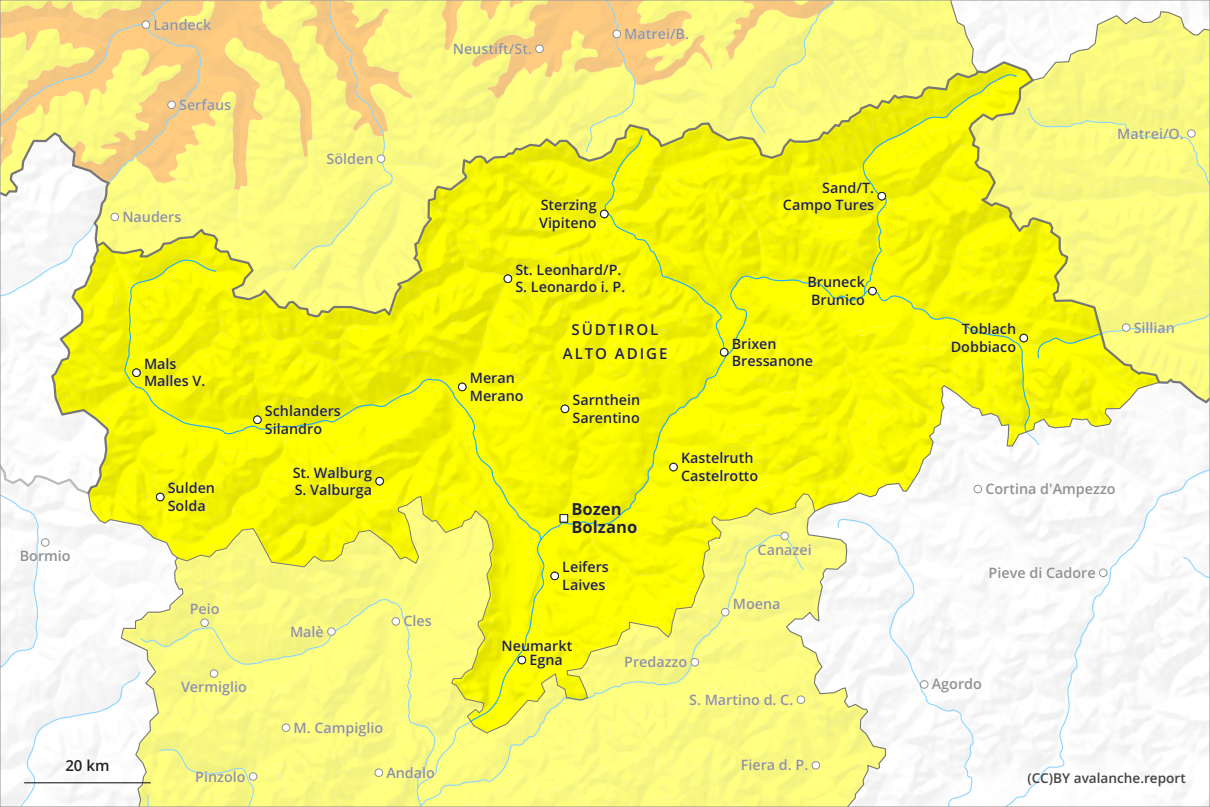 Landeck
Neustift/St.
Matrei/B.
Serfaus
Matrei/O.
Sölden
Nauders
Sand/T.
Campo Tures
Sterzing
Vipiteno
St. Leonhard/P.
S. Leonardo i. P.
Bruneck
Brunico
SÜDTIROL
ALTO ADIGE
Toblach
Dobbiaco
Sillian
Brixen
Bressanone
Mals
Malles V.
Meran
Merano
Sarnthein
Sarentino
Schlanders
Silandro
Kastelruth
Castelrotto
St. Walburg
S. Valburga
Sulden
Solda
Cortina d'Ampezzo
Bozen
Bolzano
Bormio
Canazei
Leifers
Laives
Pieve di Cadore
Peio
Moena
Malè
Cles
Neumarkt
Egna
Predazzo
Vermiglio
Agordo
S. Martino d. C.
M. Campiglio
20 km
Pinzolo
Andalo
Fiera d. P.
(CC)BY avalanche.report